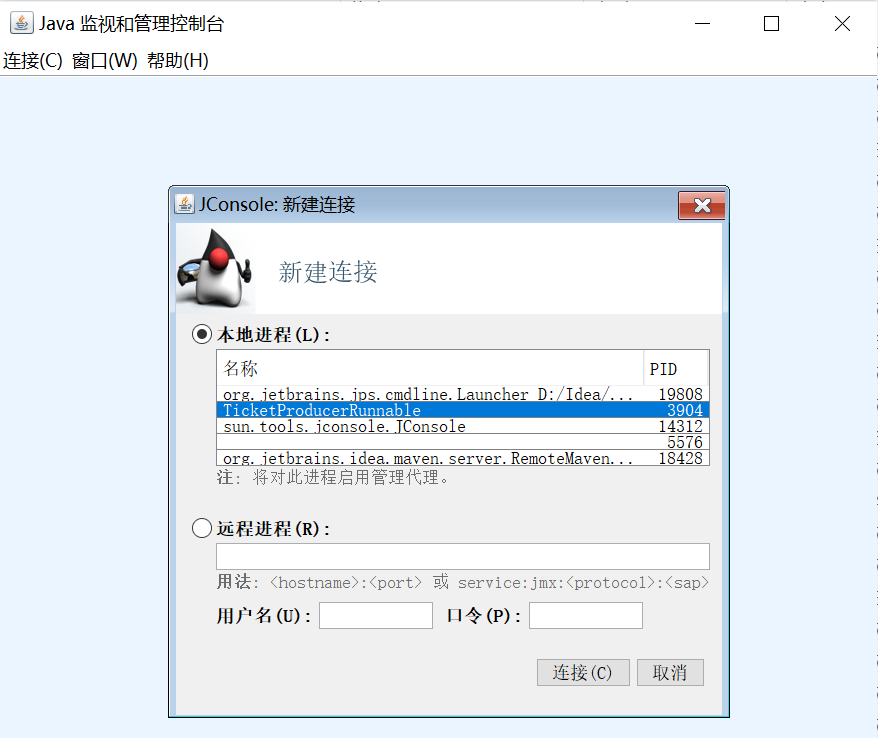 Java 监视和管理控制台
连接(C) 窗口(W) 帮助(H)
JConsole: 新建连接
新建连接
本地进程(L):
名称 PID
org.jetbrains.jps.cmdline.Launcher D:/Idea/... 19808
TicketProducerRunnable 3904
sun.tools.jconsole.JConsole 14312
5576
org.jetbrains.idea.maven.server.RemoteMaven... 18428
注: 将对此进程启用管理代理。
远程进程(R):
用法: <hostname>:<port> 或 service:jmx:<protocol>:<sap>
用户名(U): 口令(P):
连接(C) 取消